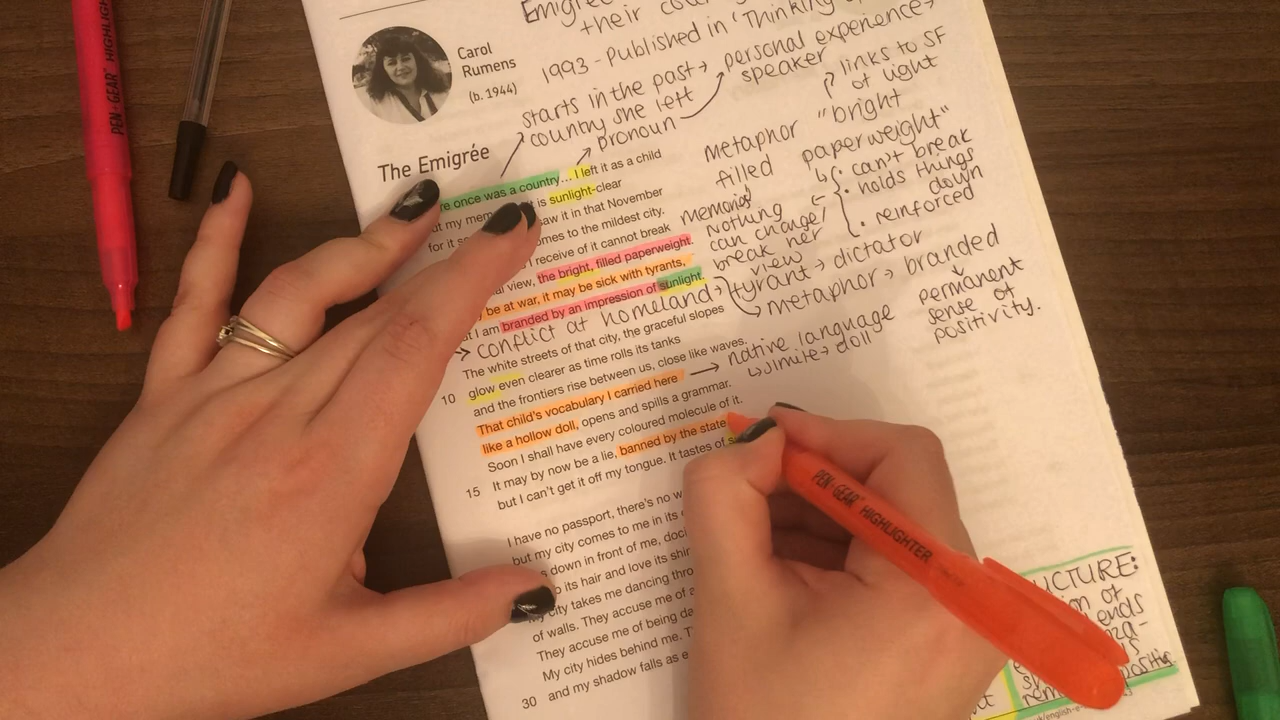 PEN+GEAR™ HIGHLIGHTER
Carol
Rumens
(b. 1944)
The Emigrée
Emigrée
their
1993 - Published in 'Thinking
starts in the past → personal experience →
country she left speaker
pronoun
links to SF
of light
metaphor "bright
filled paperweight"
memories
Nothing
can change/
break her
view
can't break
holds things
down
reinforced
tyrant → dictator
metaphor → branded
permanent
sense of
positivity.
once was a country... I left it as a child
is sunlight-clear
saw it in that November
comes to the mildest city.
I receive of it cannot break
view, the bright, filled paperweight.
be at war, it may be sick with tyrants,
I am branded by an impression of sunlight.
conflict at homeland →
The white streets of that city, the graceful slopes
glow even clearer as time rolls its tanks
10 and the frontiers rise between us, close like waves.
That child's vocabulary I carried here → native language
like a hollow doll, opens and spills a grammar.
simile → doll
Soon I shall have every coloured molecule of it.
It may by now be a lie, banned by the state
15 but I can't get it off my tongue. It tastes of
I have no passport, there's no
but my city comes to me in its
down in front of me,
its hair and love its
city takes me dancing
of walls. They accuse me of
They accuse me of being
My city hides behind me.
30 and my shadow falls as
PEN+GEAR™ HIGHLIGHTER
ends